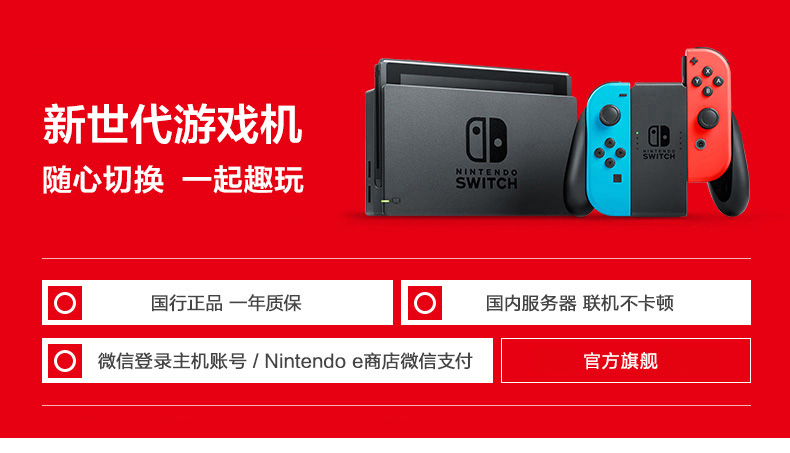 新世代游戏机
随心切换 一起趣玩
NINTENDO
SWITCH
NINTENDO
SWITCH
X
Y
A
B
国行正品 一年质保
国内服务器 联机不卡顿
微信登录主机账号 / Nintendo e商店微信支付
官方旗舰